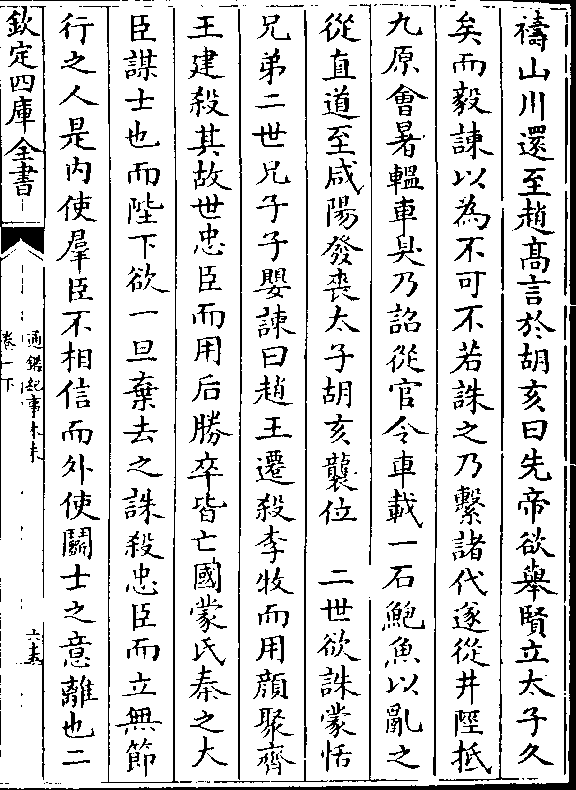 禱山川還至趙髙言於胡亥曰先帝欲舉賢立太子久
矣而毅諫以為不可不若誅之乃繫諸代遂從井陘抵
九原會暑轀車臭乃詔從官令車載一石鮑魚以亂之
從直道至咸陽發喪太子胡亥襲位　二世欲誅蒙恬
兄弟二世兄子子嬰諫曰趙王遷殺李牧而用顔聚齊
王建殺其故世忠臣而用后勝卒皆亡國蒙氏秦之大
臣謀士也而陛下欲一旦棄去之誅殺忠臣而立無節
行之人是内使羣臣不相信而外使鬭士之意離也二
欽定四庫全書
通鑑紀事本末
卷一下
六